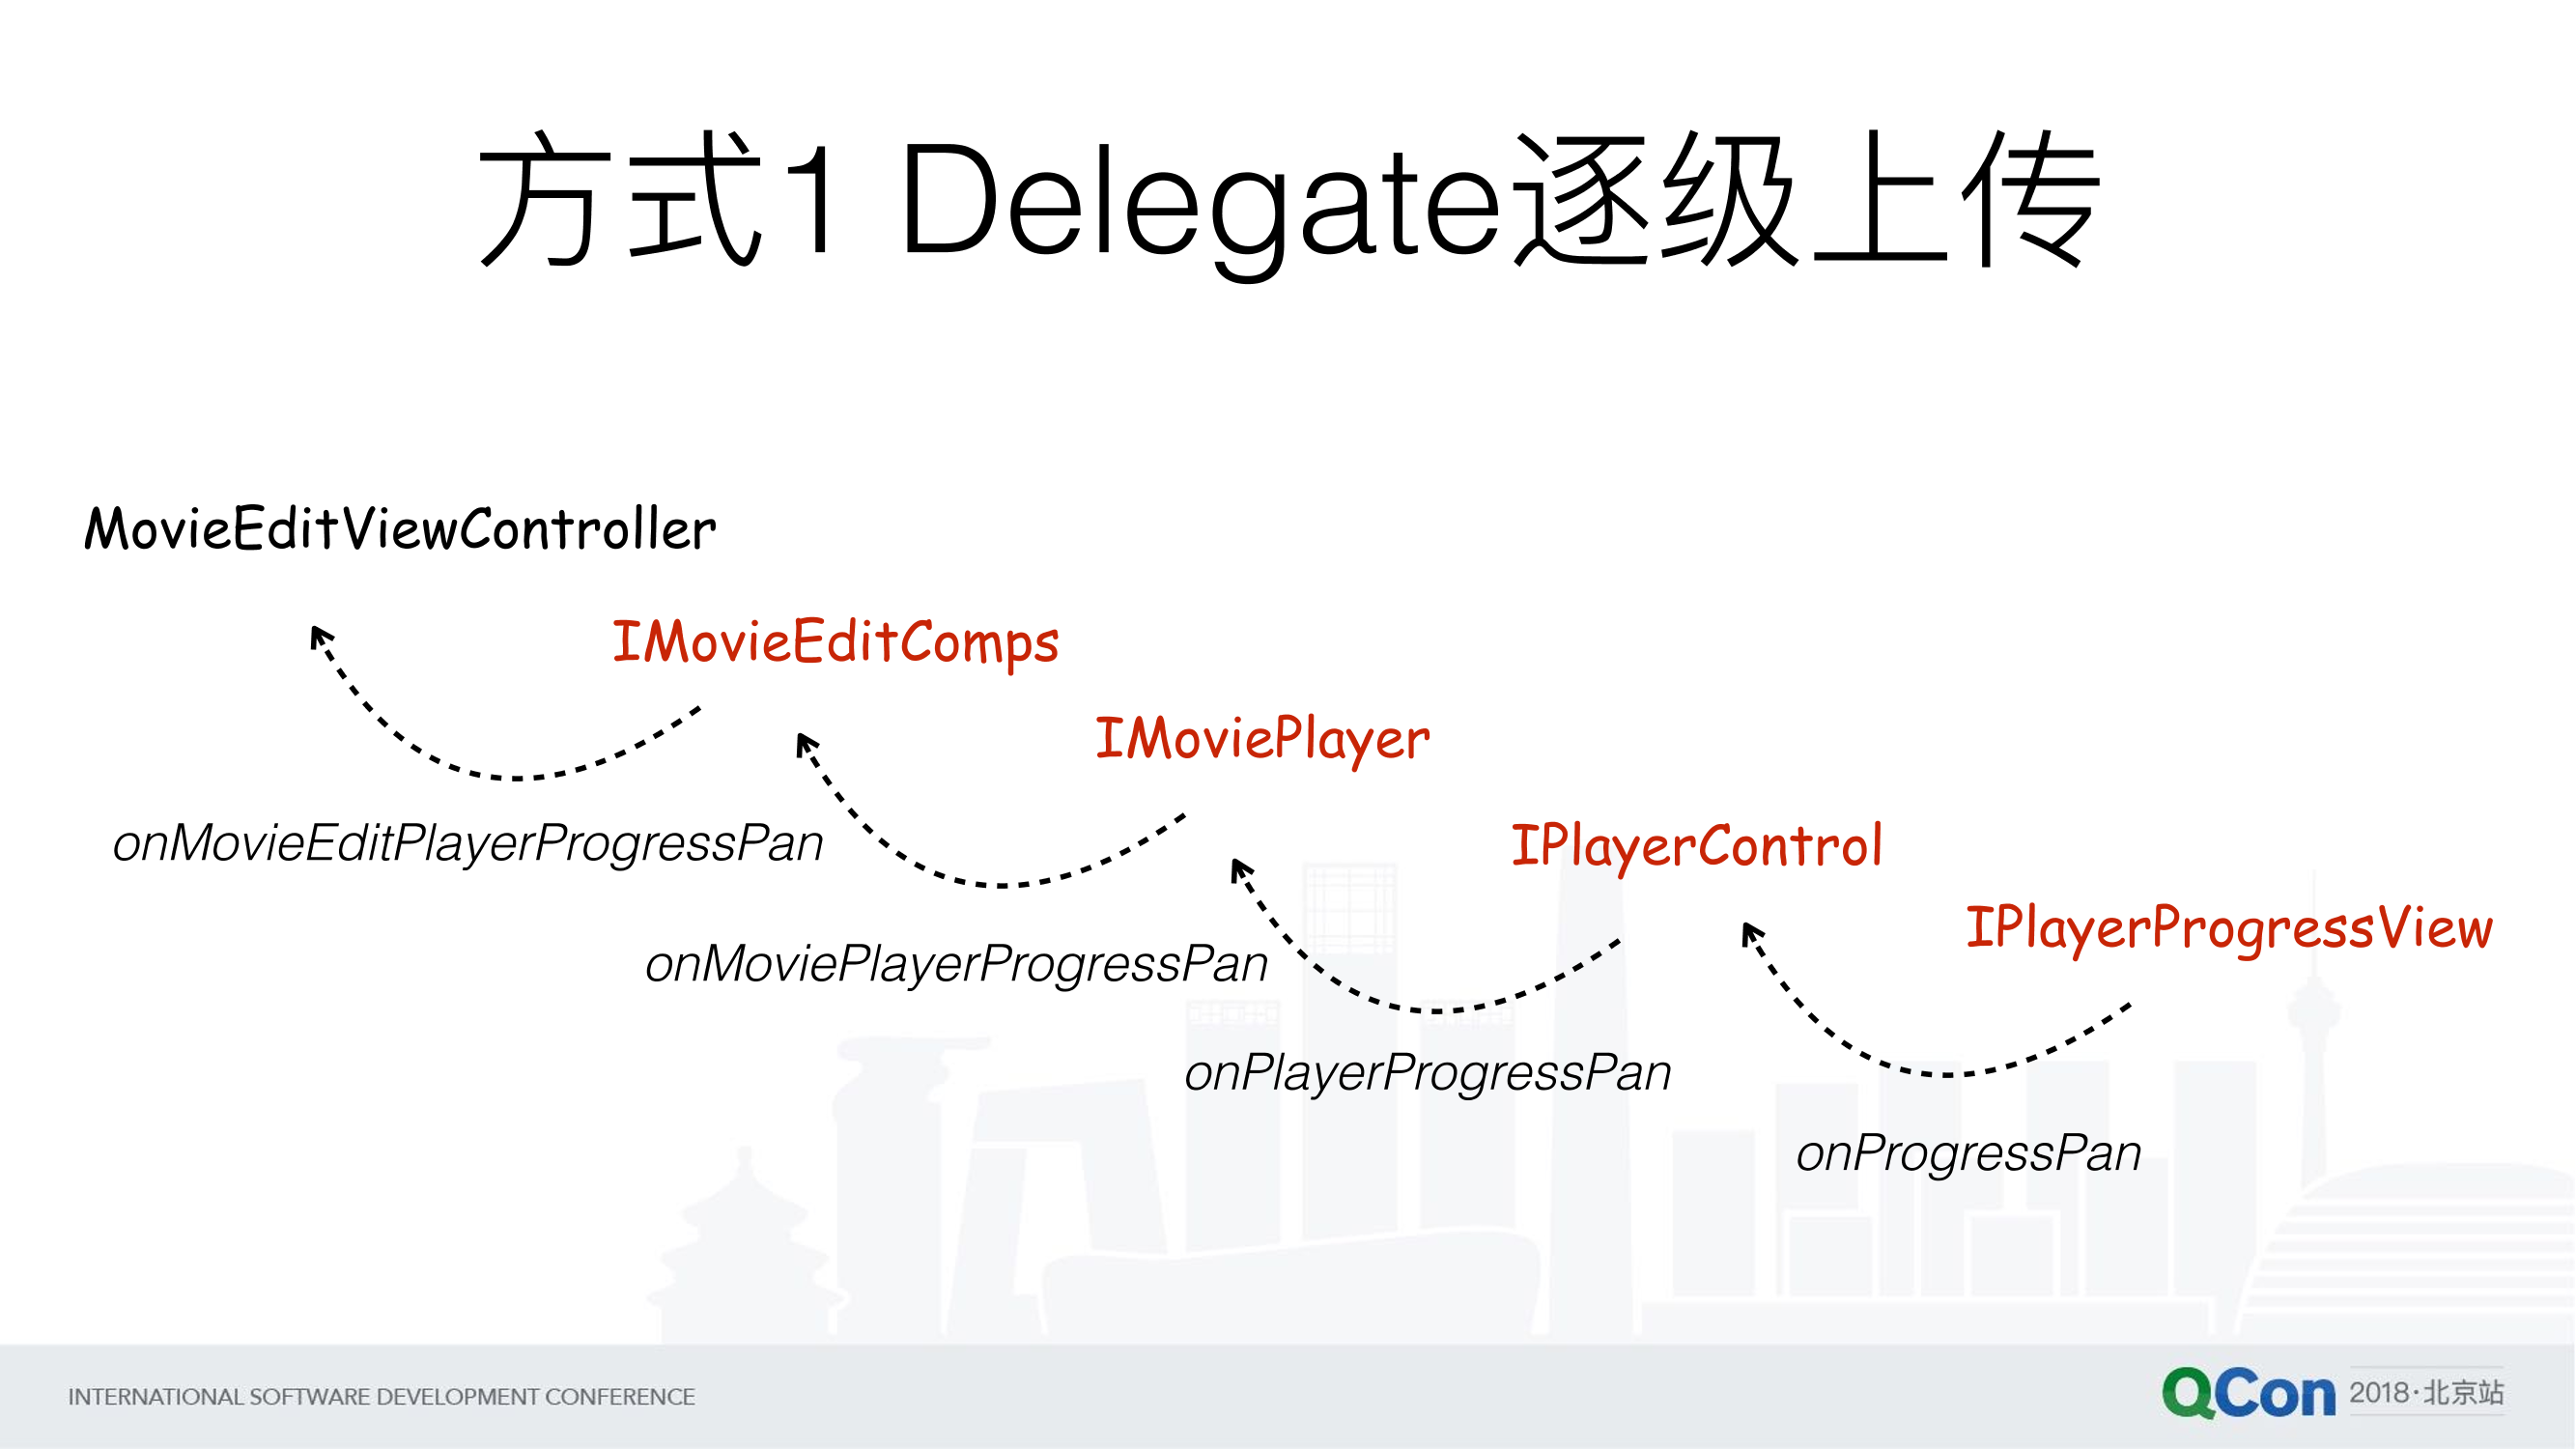 方式1 Delegate逐级上传
MovieEditViewController
IMovieEditComps
IMoviePlayer
onMovieEditPlayerProgressPan
IPlayerControl
IPlayerProgressView
onMoviePlayerProgressPan
onPlayerProgressPan
onProgressPan
INTERNATIONAL SOFTWARE DEVELOPMENT CONFERENCE
QCon 2018·北京站